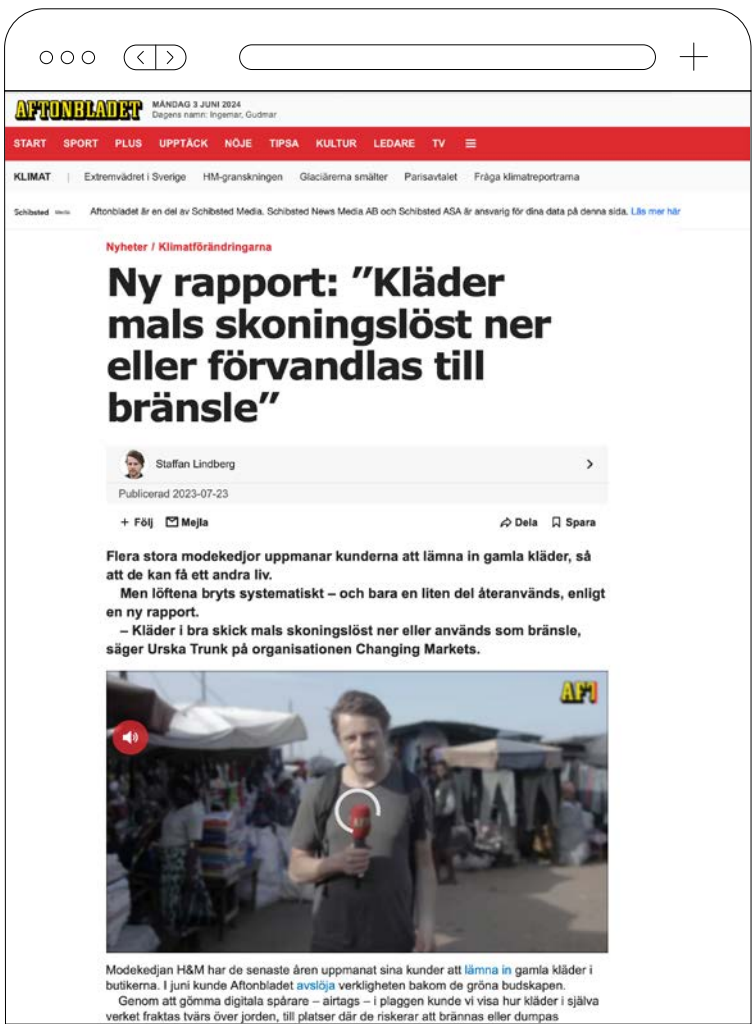 AFTONBLADET
MÅNDAG 3 JUNI 2024
Dagens namn: Ingemar, Gudmar
START SPORT PLUS UPPTÄCK NÖJE TIPSA KULTUR LEDARE TV
KLIMAT | Extremvädret i Sverige HM-granskningen Glaciärerna smälter Parisavtalet Fråga klimatreportrarna
Schibsted Media Aftonbladet är en del av Schibsted Media. Schibsted News Media AB och Schibsted ASA är ansvarig för dina data på denna sida. Läs mer här
Nyheter / Klimatförändringarna
Ny rapport: ”Kläder
mals skoningslöst ner
eller förvandlas till
bränsle”
Staffan Lindberg
Publicerad 2023-07-23
+ Följ Mejla Dela Spara
Flera stora modekedjor uppmanar kunderna att lämna in gamla kläder, så
att de kan få ett andra liv.
Men löftena bryts systematiskt – och bara en liten del återanvänds, enligt
en ny rapport.
– Kläder i bra skick mals skoningslöst ner eller används som bränsle,
säger Urska Trunk på organisationen Changing Markets.
AFT
Modekedjan H&M har de senaste åren uppmanat sina kunder att lämna in gamla kläder i
butikerna. I juni kunde Aftonbladet avslöja verkligheten bakom de gröna budskapen.
Genom att gömma digitala spårare – airtags – i plaggen kunde vi visa hur kläder i själva
verket fraktas tvärs över jorden, till platser där de riskerar att brännas eller dumpas